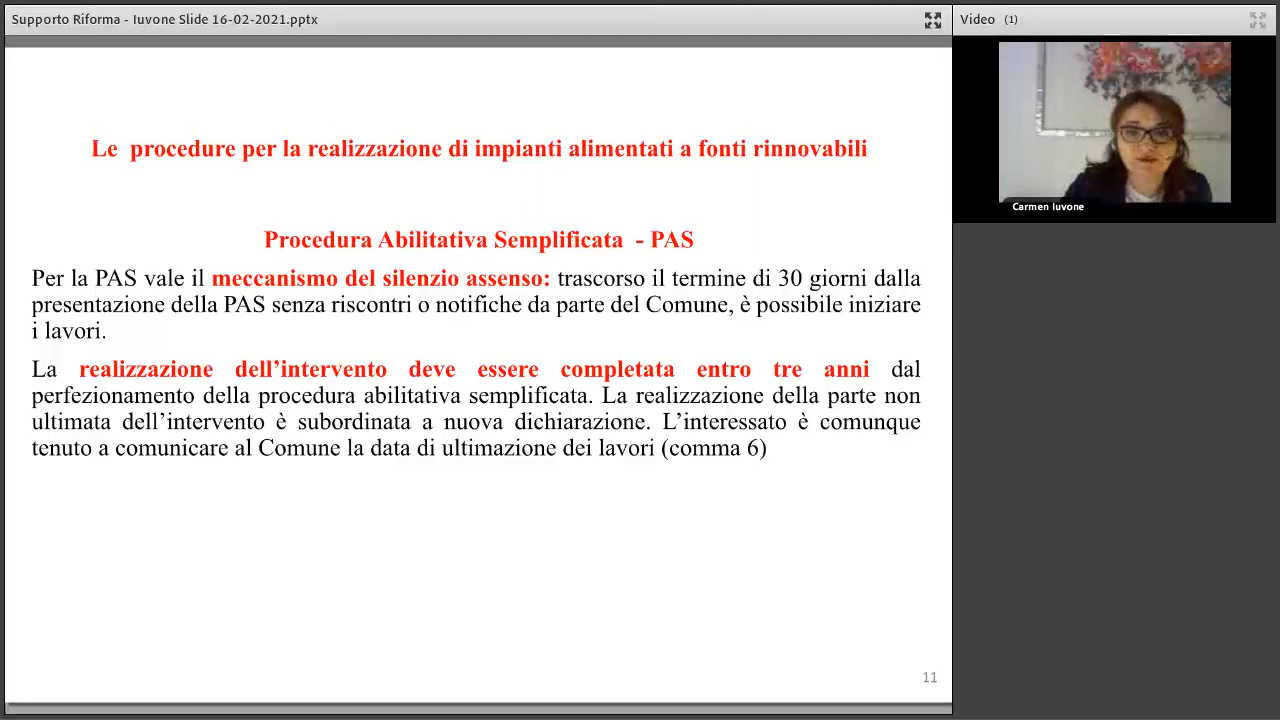 Supporto Riforma - Iuvone Slide 16-02-2021.pptx
Video (1)
Carmen Iuvone
Le procedure per la realizzazione di impianti alimentati a fonti rinnovabili
Procedura Abilitativa Semplificata - PAS
Per la PAS vale il meccanismo del silenzio assenso: trascorso il termine di 30 giorni dalla
presentazione della PAS senza riscontri o notifiche da parte del Comune, è possibile iniziare
i lavori.
La realizzazione dell’intervento deve essere completata entro tre anni dal
perfezionamento della procedura abilitativa semplificata. La realizzazione della parte non
ultimata dell’intervento è subordinata a nuova dichiarazione. L’interessato è comunque
tenuto a comunicare al Comune la data di ultimazione dei lavori (comma 6)
11